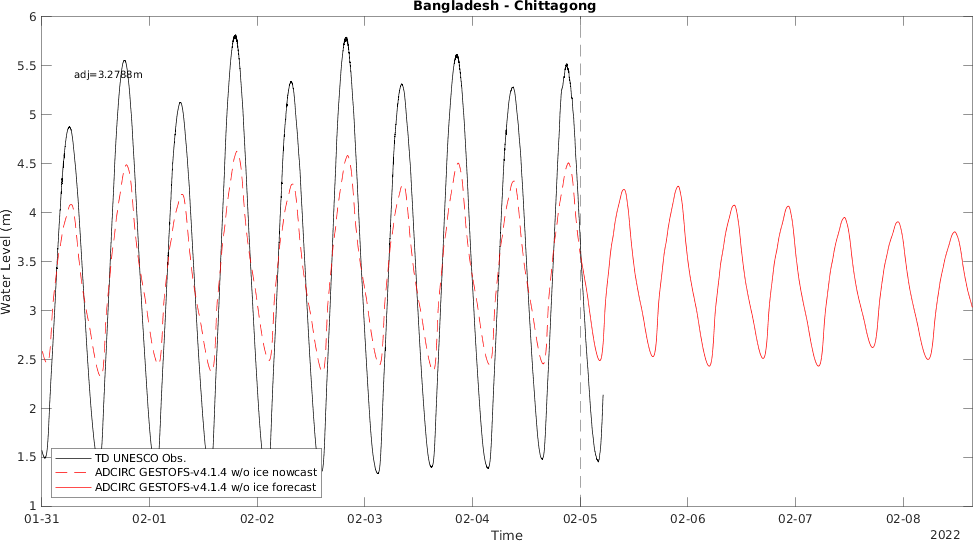 Bangladesh - Chittagong
6
5.5
adj=3.2788m
5
4.5
4
3.5
3
2.5
2
1.5
1
Water Level (m)
TD UNESCO Obs.
ADCIRC GESTOFS-v4.1.4 w/o ice nowcast
ADCIRC GESTOFS-v4.1.4 w/o ice forecast
01-31 02-01 02-02 02-03 02-04 02-05 02-06 02-07 02-08
Time
2022